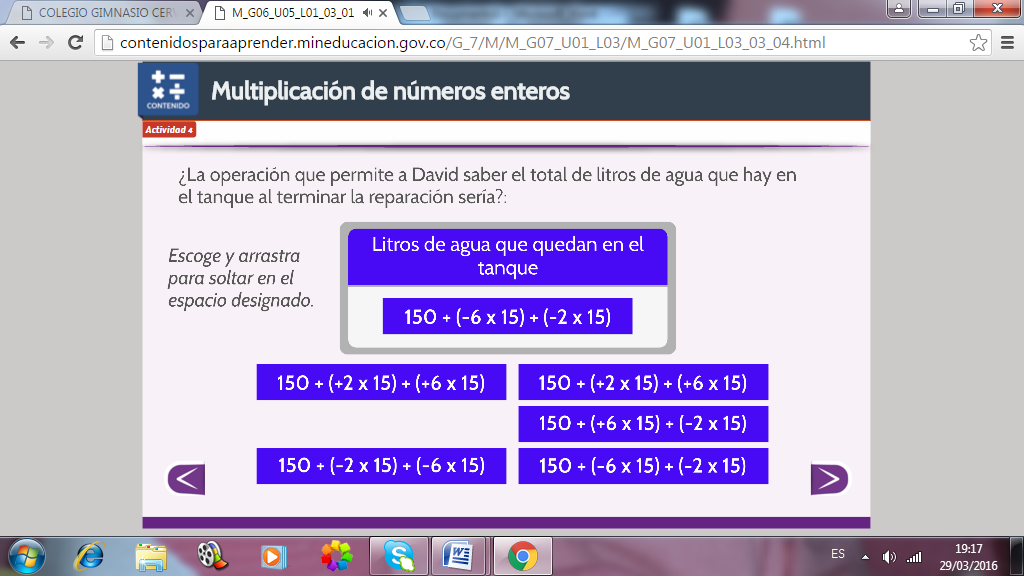 COLEGIO GIMNASIO CER
M_G06_U05_L01_03_01
contenidosparaaprender.mineducacion.gov.co/G_7/M/M_G07_U01_L03/M_G07_U01_L03_03_04.html
CONTENIDO
Multiplicación de números enteros
Actividad 4
¿La operación que permite a David saber el total de litros de agua que hay en
el tanque al terminar la reparación sería?:
Escoge y arrastra
para soltar en el
espacio designado.
Litros de agua que quedan en el
tanque
150 + (-6 x 15) + (-2 x 15)
150 + (+2 x 15) + (+6 x 15)
150 + (+2 x 15) + (+6 x 15)
150 + (+6 x 15) + (-2 x 15)
150 + (-2 x 15) + (-6 x 15)
150 + (-6 x 15) + (-2 x 15)
ES
19:17
29/03/2016